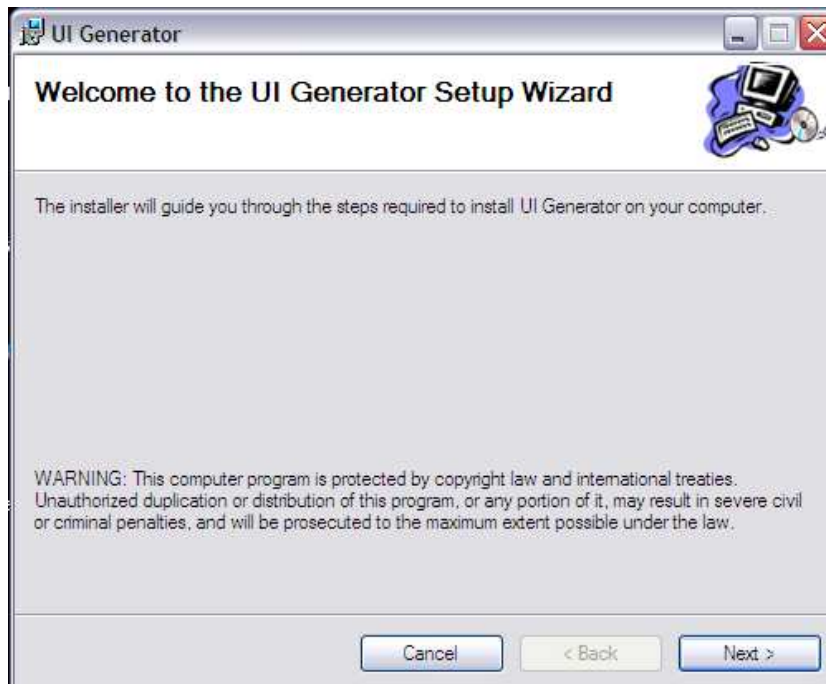 UI Generator
Welcome to the UI Generator Setup Wizard
The installer will guide you through the steps required to install UI Generator on your computer.
WARNING: This computer program is protected by copyright law and international treaties.
Unauthorized duplication or distribution of this program, or any portion of it, may result in severe civil
or criminal penalties, and will be prosecuted to the maximum extent possible under the law.
Cancel < Back Next >